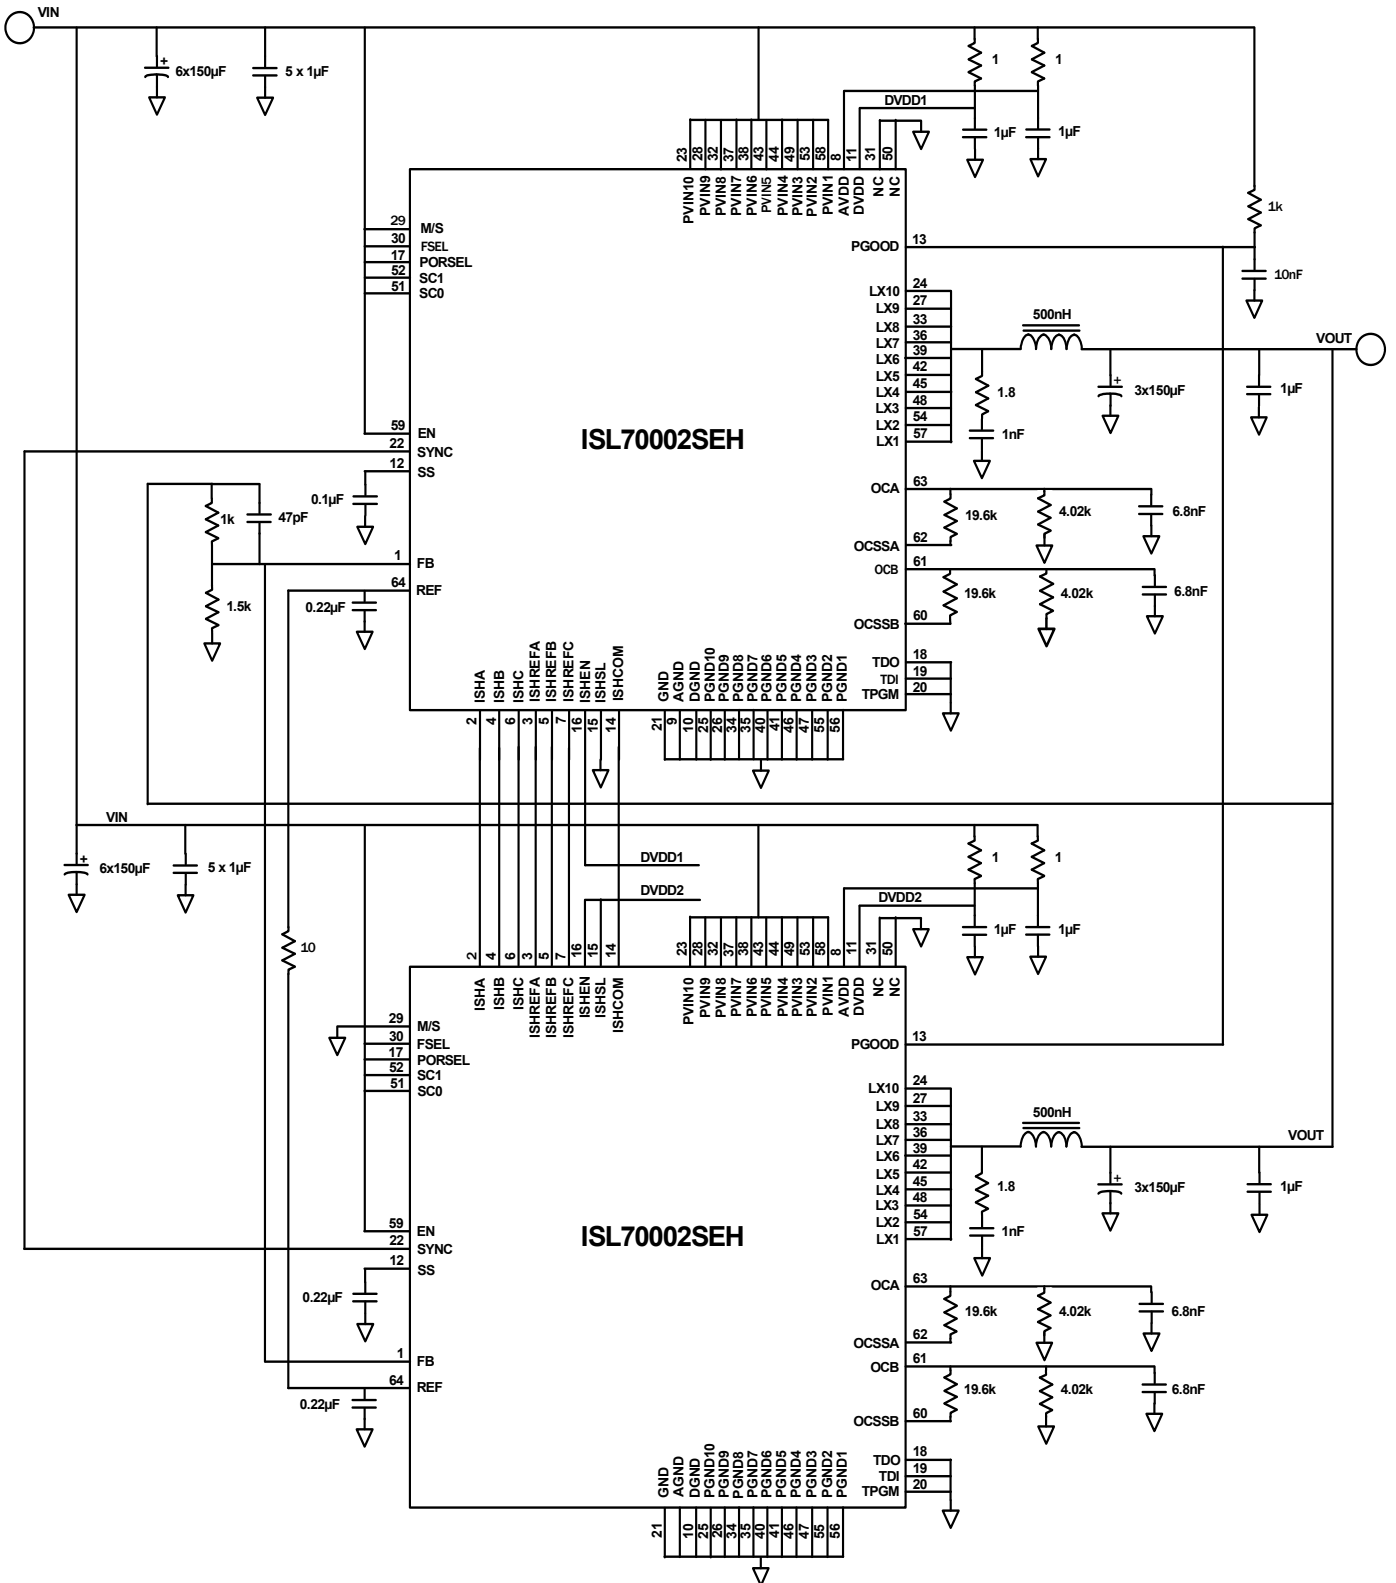 VIN
6x150µF
5 x 1µF
1
1
DVDD1
1µF
1µF
23
28
32
37
38
43
44
49
53
58
8
11
31
50
PVIN10
PVIN9
PVIN8
PVIN7
PVIN6
PVIN5
PVIN4
PVIN3
PVIN2
PVIN1
AVDD
DVDD
NC
NC
1k
10nF
29 M/S
30 FSEL
17 PORSEL
52 SC1
51 SC0
59 EN
22 SYNC
12 SS
0.1µF
1k
47pF
1 FB
64 REF
1.5k
0.22µF
ISL70002SEH
PGOOD 13
LX10 24
LX9 27
LX8 33
LX7 36
LX6 39
LX5 42
LX4 45
LX3 48
LX2 54
LX1 57
500nH
VOUT
1.8
1nF
3x150µF
1µF
OCA 63
19.6k
4.02k
6.8nF
OCSSA 62
OCB 61
19.6k
4.02k
6.8nF
OCSSB 60
TDO 18
TDI 19
TPGM 20
ISHA
ISHB
ISHC
ISHREFA
ISHREFB
ISHREFC
ISHEN
ISHSL
ISHCOM
2
4
6
3
5
7
16
15
14
GND
AGND
DGND
PGND10
PGND9
PGND8
PGND7
PGND6
PGND5
PGND4
PGND3
PGND2
PGND1
21
9
10
25
26
34
35
40
41
46
47
55
56
VIN
6x150µF
5 x 1µF
DVDD1
DVDD2
1
1
DVDD2
1µF
1µF
10
2
4
6
3
5
7
16
15
14
ISHA
ISHB
ISHC
ISHREFA
ISHREFB
ISHREFC
ISHEN
ISHSL
ISHCOM
23
28
32
37
38
43
44
49
53
58
8
11
31
50
PVIN10
PVIN9
PVIN8
PVIN7
PVIN6
PVIN5
PVIN4
PVIN3
PVIN2
PVIN1
AVDD
DVDD
NC
NC
29 M/S
30 FSEL
17 PORSEL
52 SC1
51 SC0
59 EN
22 SYNC
12 SS
0.22µF
1 FB
64 REF
0.22µF
ISL70002SEH
PGOOD 13
LX10 24
LX9 27
LX8 33
LX7 36
LX6 39
LX5 42
LX4 45
LX3 48
LX2 54
LX1 57
500nH
VOUT
1.8
1nF
3x150µF
1µF
OCA 63
19.6k
4.02k
6.8nF
OCSSA 62
OCB 61
19.6k
4.02k
6.8nF
OCSSB 60
TDO 18
TDI 19
TPGM 20
GND
AGND
DGND
PGND10
PGND9
PGND8
PGND7
PGND6
PGND5
PGND4
PGND3
PGND2
PGND1
21
10
25
26
34
35
40
41
46
47
55
56